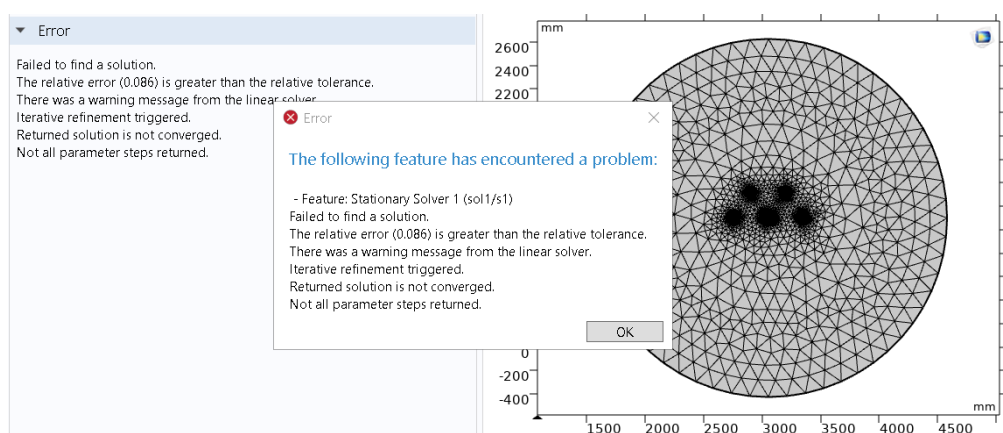 Error
Failed to find a solution.
The relative error (0.086) is greater than the relative tolerance.
There was a warning message from the linear solver
Iterative refinement triggered.
Returned solution is not converged.
Not all parameter steps returned.
Error
The following feature has encountered a problem:
- Feature: Stationary Solver 1 (sol1/s1)
Failed to find a solution.
The relative error (0.086) is greater than the relative tolerance.
There was a warning message from the linear solver.
Iterative refinement triggered.
Returned solution is not converged.
Not all parameter steps returned.
OK
mm
2600
2400
2200
0
-200
-400
mm
1500
2000
2500
3000
3500
4000
4500